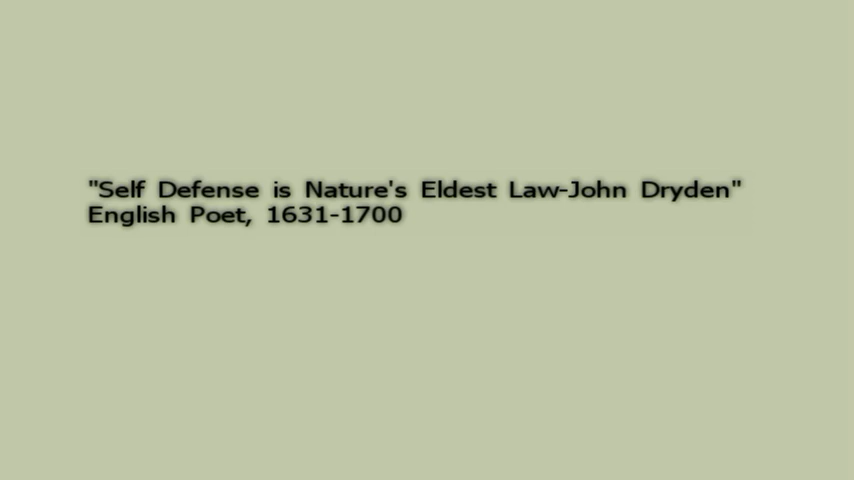 "Self Defense is Nature's Eldest Law-John Dryden"
English Poet, 1631-1700